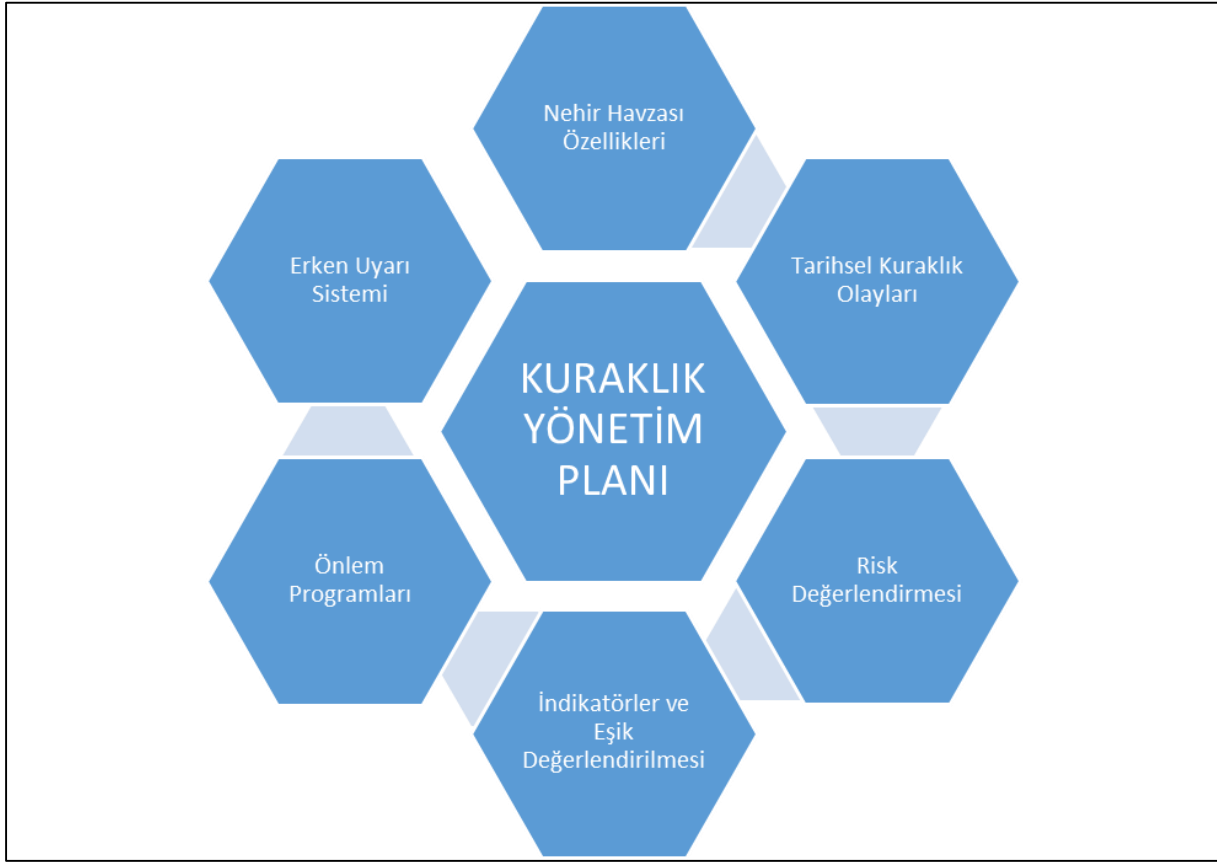 Nehir Havzası
Özellikleri
Tarihsel Kuraklık
Olayları
Risk
Değerlendirmesi
İndikatörler ve
Eşik
Değerlendirilmesi
Önlem
Programları
Erken Uyarı
Sistemi
KURAKLIK
YÖNETİM
PLANI